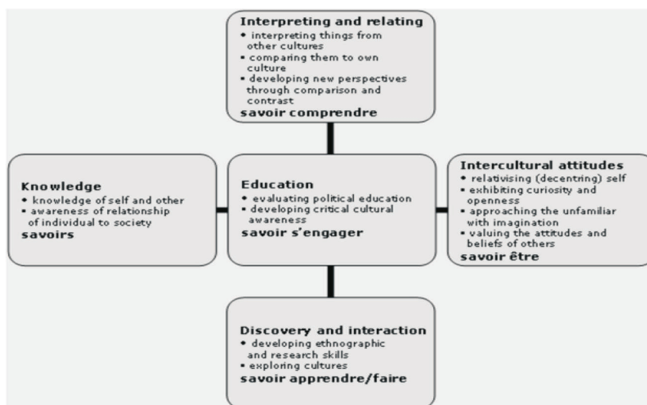 Interpreting and relating
• interpreting things from
other cultures
• comparing them to own
culture
• developing new perspectives
through comparison and
contrast
savoir comprendre
Knowledge
• knowledge of self and other
• awareness of relationship
of individual to society
savoirs
Education
• evaluating political education
• developing critical cultural
awareness
savoir s'engager
Intercultural attitudes
• relativising (decentring) self
• exhibiting curiosity and
openness
• approaching the unfamiliar
with imagination
• valuing the attitudes and
beliefs of others
savoir être
Discovery and interaction
• developing ethnographic
and research skills
• exploring cultures
savoir apprendre/faire